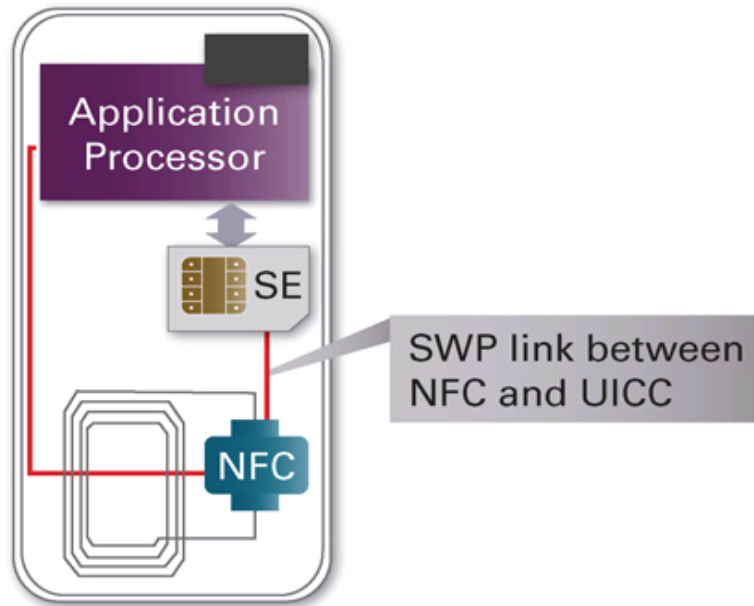 Application
Processor
SE
SWP link between
NFC and UICC
NFC